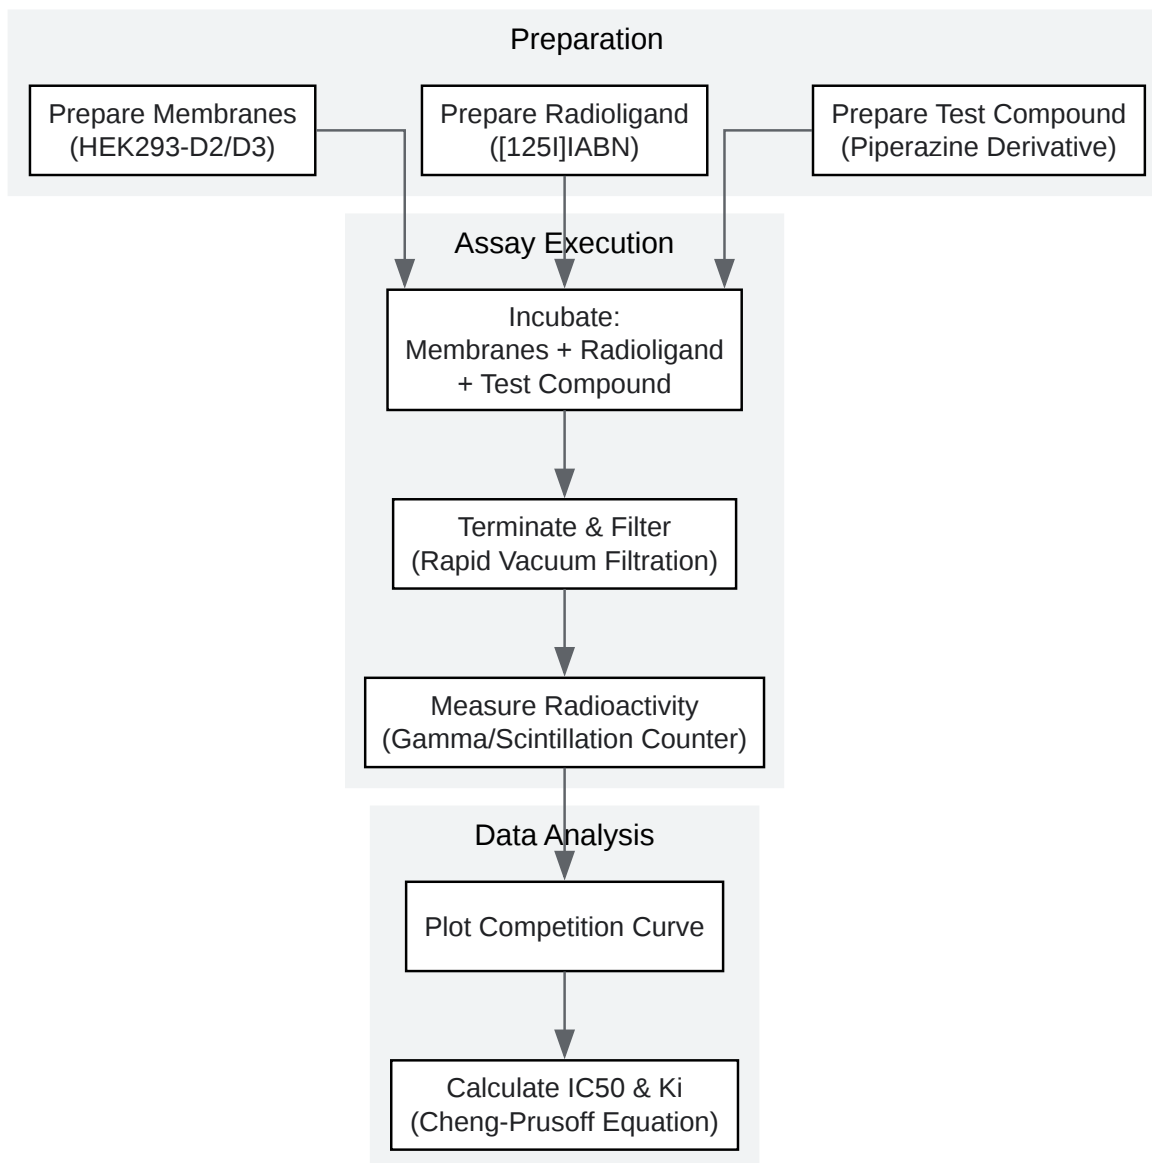 Preparation
Prepare Membranes
(HEK293-D2/D3)
Prepare Radioligand
([125I]IABN)
Prepare Test Compound
(Piperazine Derivative)
Assay Execution
Incubate:
Membranes + Radioligand
+ Test Compound
Terminate & Filter
(Rapid Vacuum Filtration)
Measure Radioactivity
(Gamma/Scintillation Counter)
Data Analysis
Plot Competition Curve
Calculate IC50 & Ki
(Cheng-Prusoff Equation)